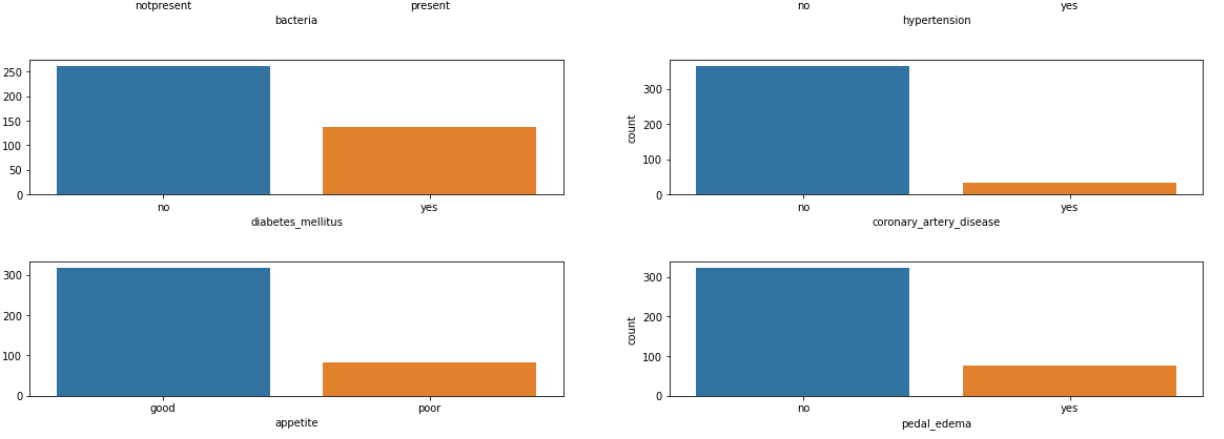 notpresent present
bacteria
no yes
hypertension
250
200
150
100
50
0
no yes
diabetes_mellitus
count
300
200
100
0
no yes
coronary_artery_disease
300
200
100
0
good poor
appetite
count
300
200
100
0
no yes
pedal_edema